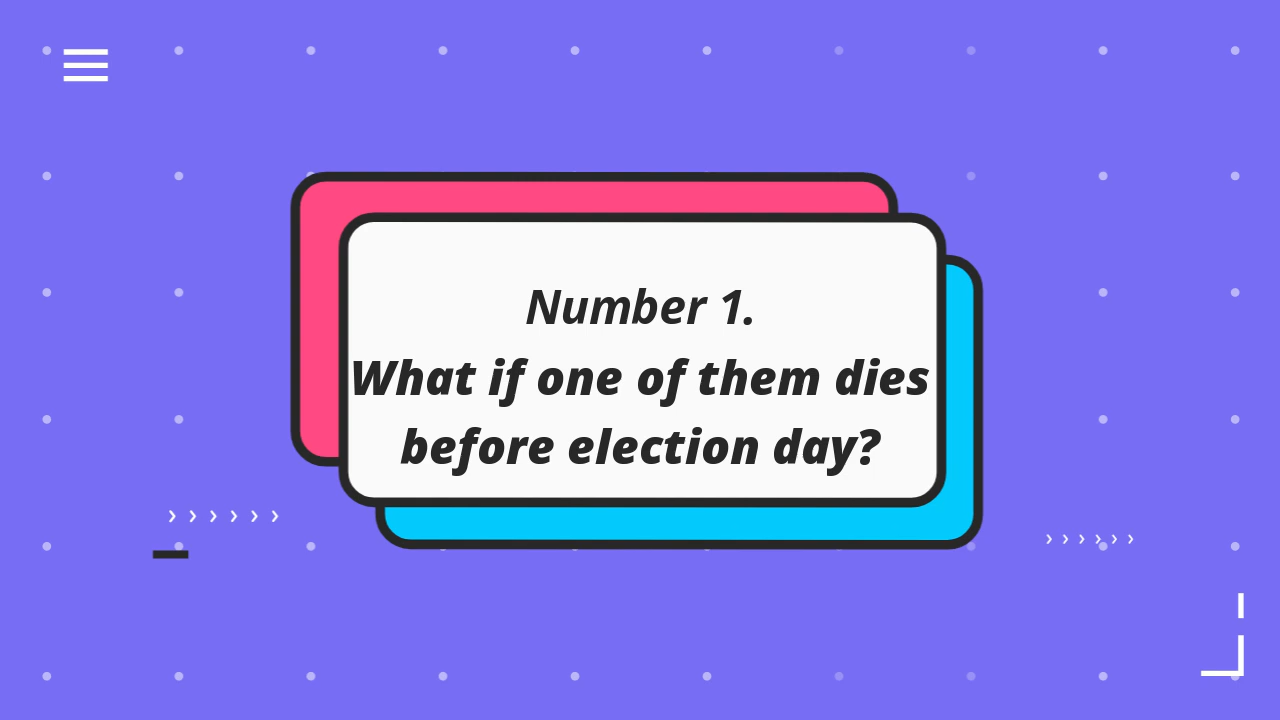 Number 1.
What if one of them dies
before election day?